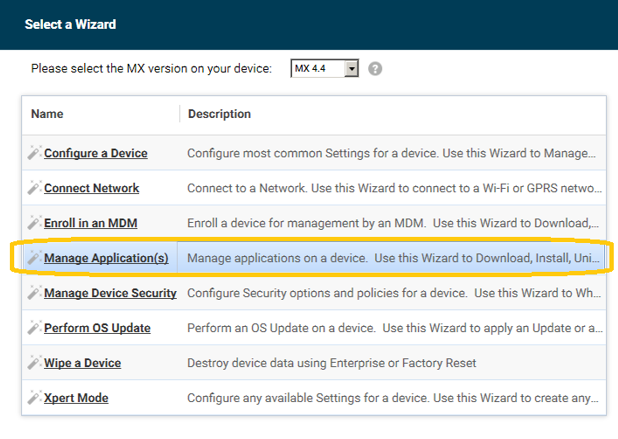 Select a Wizard
Please select the MX version on your device: MX 4.4 ?
Name Description
Configure a Device Configure most common Settings for a device. Use this Wizard to Manage...
Connect Network Connect to a Network. Use this Wizard to connect to a Wi-Fi or GPRS netwo...
Enroll in an MDM Enroll a device for management by an MDM. Use this Wizard to Download,...
Manage Application(s) Manage applications on a device. Use this Wizard to Download, Install, Uni...
Manage Device Security Configure Security options and policies for a device. Use this Wizard to Wh...
Perform OS Update Perform an OS Update on a device. Use this Wizard to apply an Update or a...
Wipe a Device Destroy device data using Enterprise or Factory Reset
Xpert Mode Configure any available Settings for a device. Use this Wizard to create any...